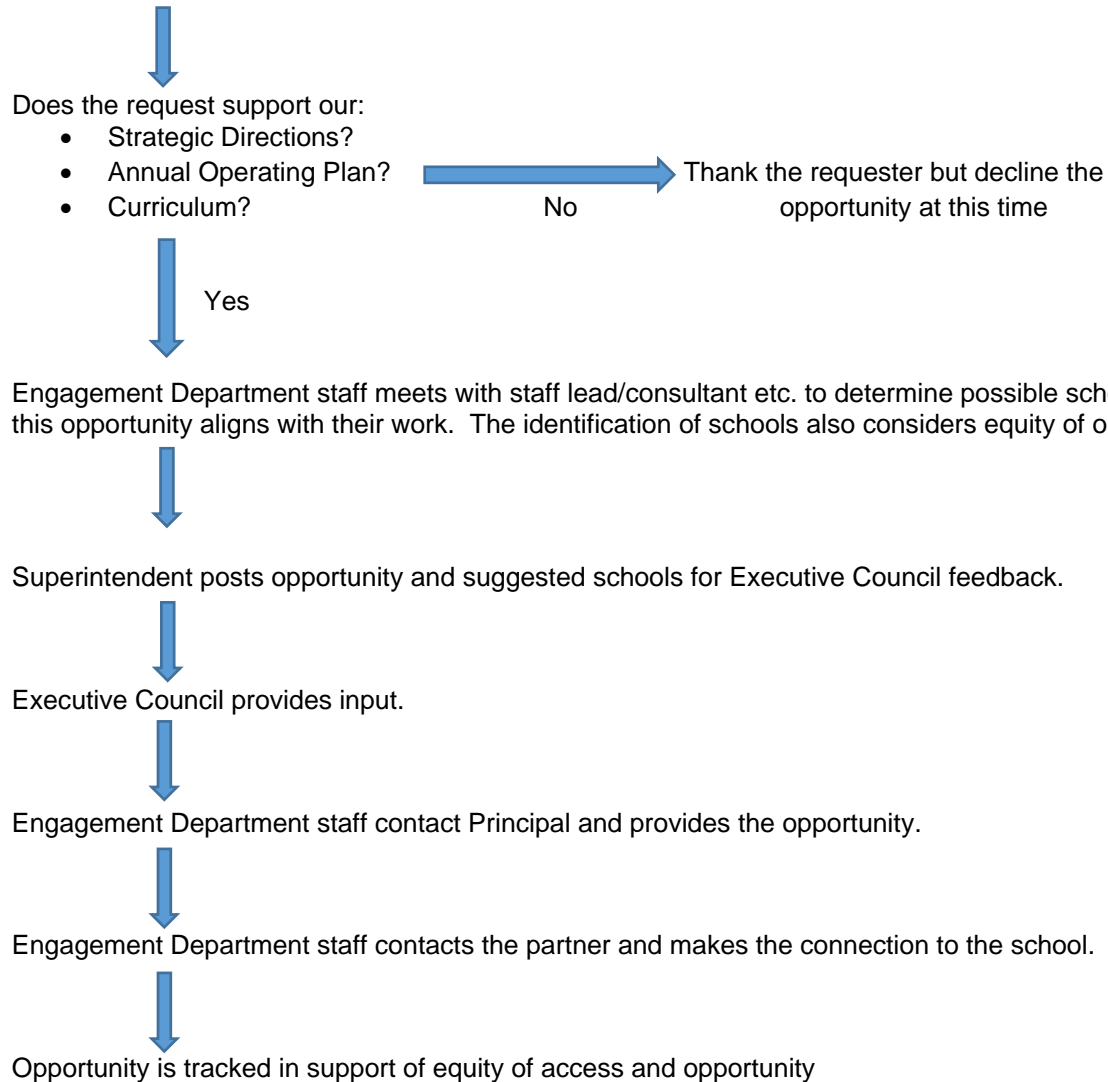 Does the request support our:
• Strategic Directions?
• Annual Operating Plan?
Thank the requester but decline the
• Curriculum?
No
opportunity at this time
Yes
Engagement Department staff meets with staff lead/consultant etc. to determine possible
this opportunity aligns with their work. The identification of schools also considers equity of
Superintendent posts opportunity and suggested schools for Executive Council feedback.
Executive Council provides input.
Engagement Department staff contact Principal and provides the opportunity.
Engagement Department staff contacts the partner and makes the connection to the school.
Opportunity is tracked in support of equity of access and opportunity